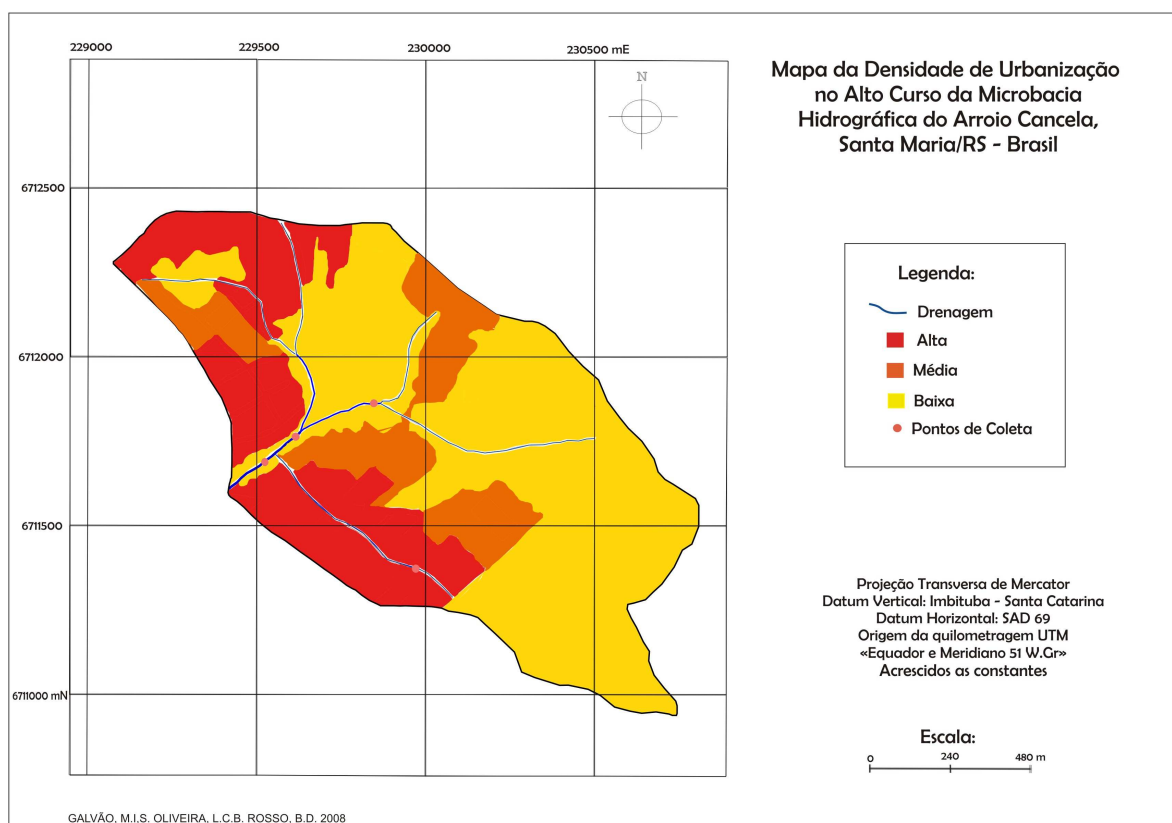 229000
229500
230000
230500 mE
Mapa da Densidade de Urbanização
no Alto Curso da Microbacia
Hidrográfica do Arroio Cancela,
Santa Maria/RS - Brasil
N
6712500
6712000
6711500
6711000 mN
Legenda:
Drenagem
Alta
Média
Baixa
Pontos de Coleta
Projeção Transversa de Mercator
Datum Vertical: Imbituba - Santa Catarina
Datum Horizontal: SAD 69
Origem da quilometragem UTM
«Equador e Meridiano 51 W.Gr»
Acrescidos as constantes
Escala:
0 240 480 m
GALVÃO, M.I.S. OLIVEIRA, L.C.B. ROSSO, B.D. 2008